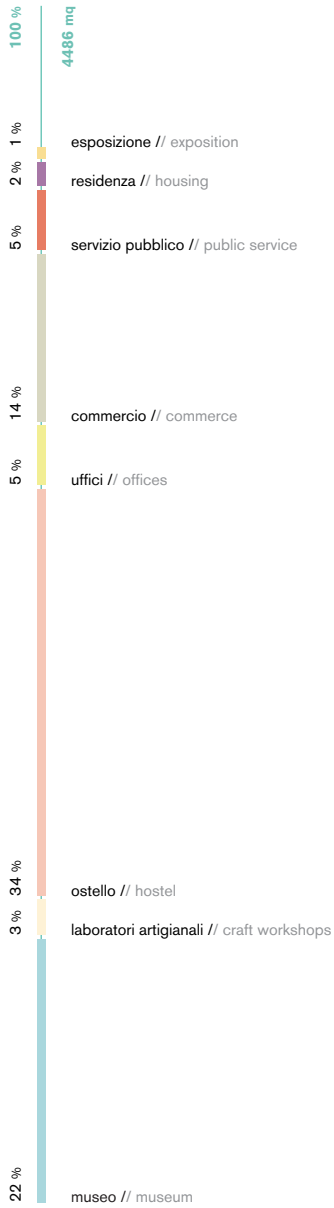 100 %
4486 mq
1 %
esposizione // exposition
2 %
residenza // housing
5 %
servizio pubblico // public service
14 %
commercio // commerce
5 %
uffici // offices
34 %
ostello // hostel
3 %
laboratori artigianali // craft workshops
22 %
museo // museum